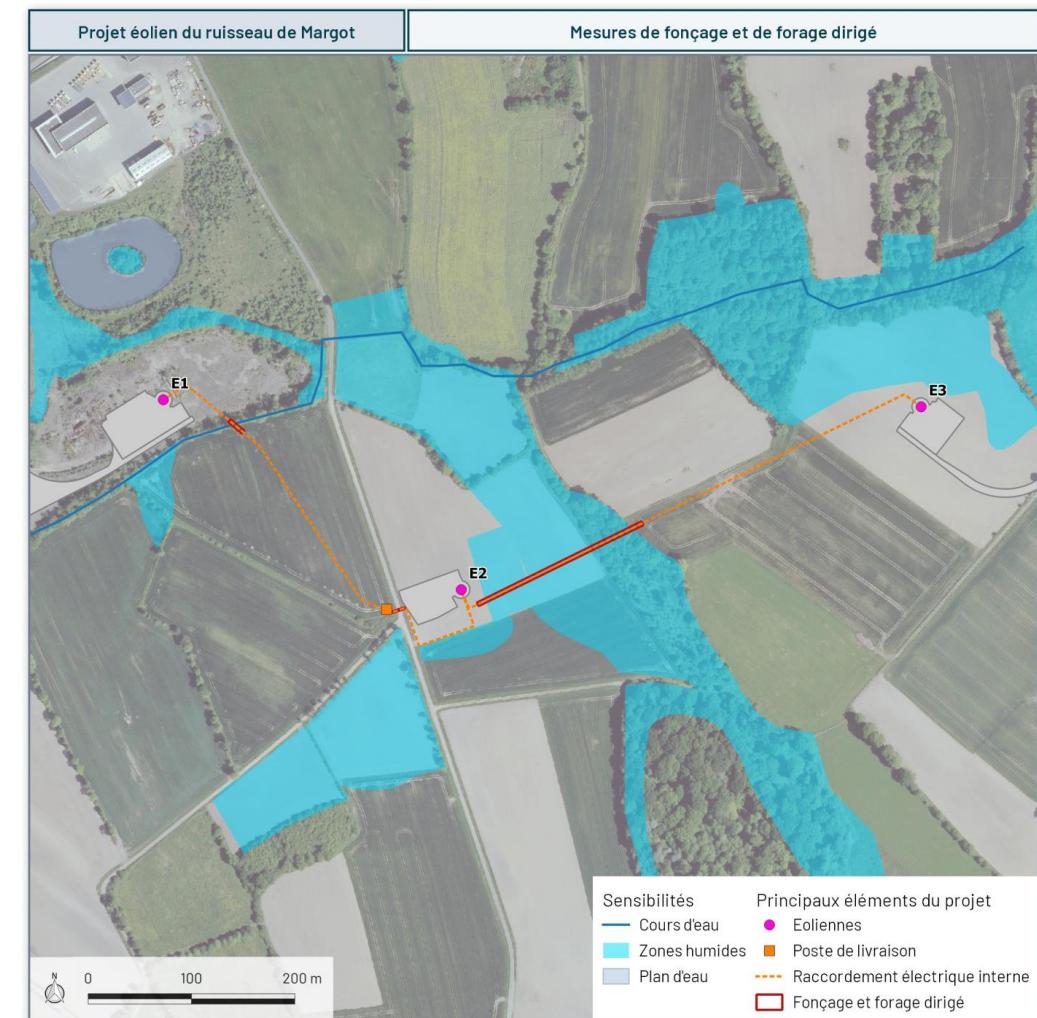 Projet éolien du ruisseau de Margot
Mesures de fonçage et de forage dirigé
E1
E3
E2
Sensibilités
Cours d'eau
Zones humides
Plan d'eau
Principaux éléments du projet
Eoliennes
Poste de livraison
Raccordement électrique interne
Fonçage et forage dirigé
N
0 100 200 m